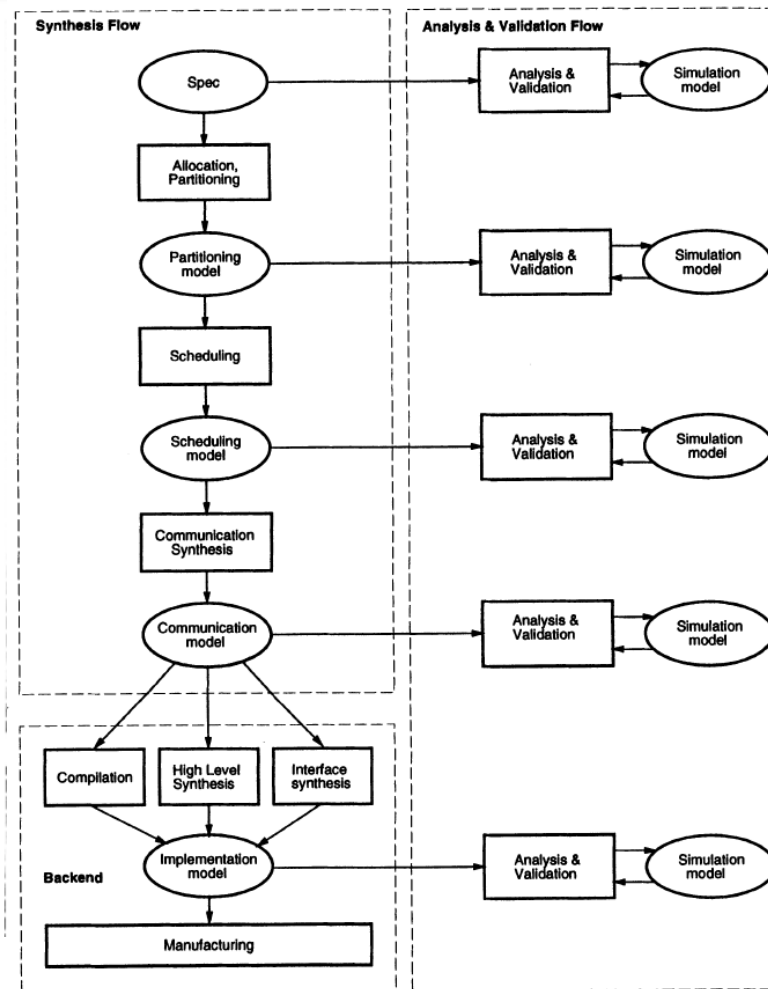 Synthesis Flow
Analysis & Validation Flow
Spec
Analysis &
Validation
Simulation
model
Allocation,
Partitioning
Partitioning
model
Analysis &
Validation
Simulation
model
Scheduling
Scheduling
model
Analysis &
Validation
Simulation
model
Communication
Synthesis
Communication
model
Analysis &
Validation
Simulation
model
Compilation
High Level
Synthesis
Interface
synthesis
Implementation
model
Analysis &
Validation
Simulation
model
Backend
Manufacturing